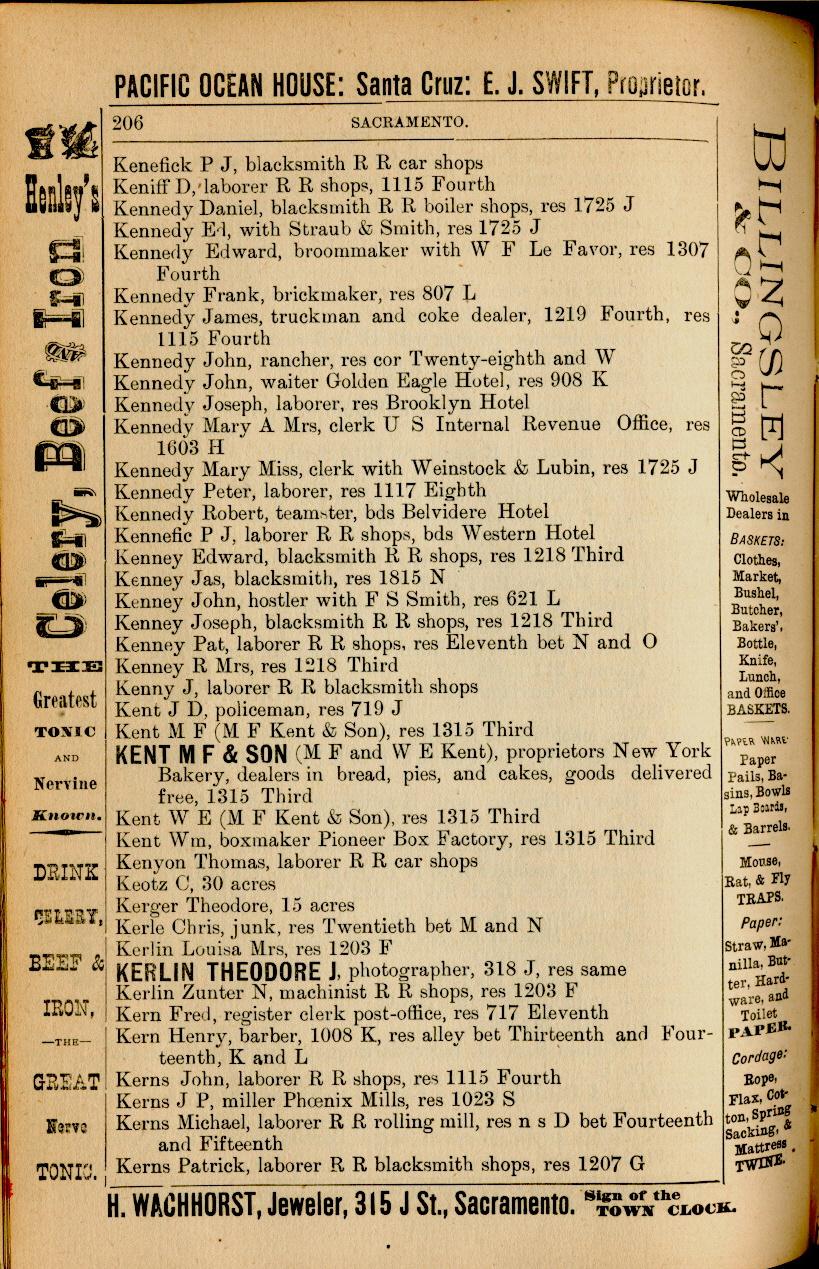 PACIFIC OCEAN HOUSE: Santa Cruz: E. J. SWIFT, Proprietor.
206 SACRAMENTO.
Kenefick P J, blacksmith R R car shops
Keniff D, laborer R R shops, 1115 Fourth
Kennedy Daniel, blacksmith R R boiler shops, res 1725 J
Kennedy Ed, with Straub & Smith, res 1725 J
Kennedy Edward, broommaker with W F Le Favor, res 1307
Fourth
Kennedy Frank, brickmaker, res 807 L
Kennedy James, truckman and coke dealer, 1219 Fourth, res
1115 Fourth
Kennedy John, rancher, res cor Twenty-eighth and W
Kennedy John, waiter Golden Eagle Hotel, res 908 K
Kennedy Joseph, laborer, res Brooklyn Hotel
Kennedy Mary A Mrs, clerk U S Internal Revenue Office, res
1603 H
Kennedy Mary Miss, clerk with Weinstock & Lubin, res 1725 J
Kennedy Peter, laborer, res 1117 Eighth
Kennedy Robert, teamster, bds Belvidere Hotel
Kennefic P J, laborer R R shops, bds Western Hotel
Kenney Edward, blacksmith R R shops, res 1218 Third
Kenney Jas, blacksmith, res 1815 N
Kenney John, hostler with F S Smith, res 621 L
Kenney Joseph, blacksmith R R shops, res 1218 Third
Kenney Pat, laborer R R shops, res Eleventh bet N and O
Kenney R Mrs, res 1218 Third
Kenny J, laborer R R blacksmith shops
Kent J D, policeman, res 719 J
Kent M F (M F Kent & Son), res 1315 Third
KENT M F & SON (M F and W E Kent), proprietors New York
Bakery, dealers in bread, pies, and cakes, goods delivered
free, 1315 Third
Kent W E (M F Kent & Son), res 1315 Third
Kent Wm, boxmaker Pioneer Box Factory, res 1315 Third
Kenyon Thomas, laborer R R car shops
Keotz C, 30 acres
Kerger Theodore, 15 acres
Kerle Chris, junk, res Twentieth bet M and N
Kerlin Louisa Mrs, res 1203 F
KERLIN THEODORE J, photographer, 318 J, res same
Kerlin Zunter N, machinist R R shops, res 1203 F
Kern Fred, register clerk post-office, res 717 Eleventh
Kern Henry, barber, 1008 K, res alley bet Thirteenth and Four-
teenth, K and L
Kerns John, laborer R R shops, res 1115 Fourth
Kerns J P, miller Phœnix Mills, res 1023 S
Kerns Michael, laborer R R rolling mill, res n s D bet Fourteenth
and Fifteenth
Kerns Patrick, laborer R R blacksmith shops, res 1207 G
Henley's
Celery, Beef AND Iron
THE
Greatest
TONIC
AND
Nervine
Known.
DRINK
CELERY,
BEEF &
IRON,
—THE—
GREAT
Nerve
TONIC.
BILLINGSLEY
& CO., Sacramento.
Wholesale
Dealers in
BASKETS:
Clothes,
Market,
Bushel,
Butcher,
Bakers',
Bottle,
Knife,
Lunch,
and Office
BASKETS.
PAPER WARE:
Paper
Pails, Ba-
sins, Bowls
Lap Boards,
& Barrels.
Mouse,
Rat, & Fly
TRAPS.
Paper:
Straw, Ma-
nilla, But-
ter, Hard-
ware, and
Toilet
PAPER.
Cordage:
Rope,
Flax, Cot-
ton, Spring
Sacking, &
Mattress
TWINE.
H. WACHHORST, Jeweler, 315 J St., Sacramento. Sign of the
TOWN CLOCK.